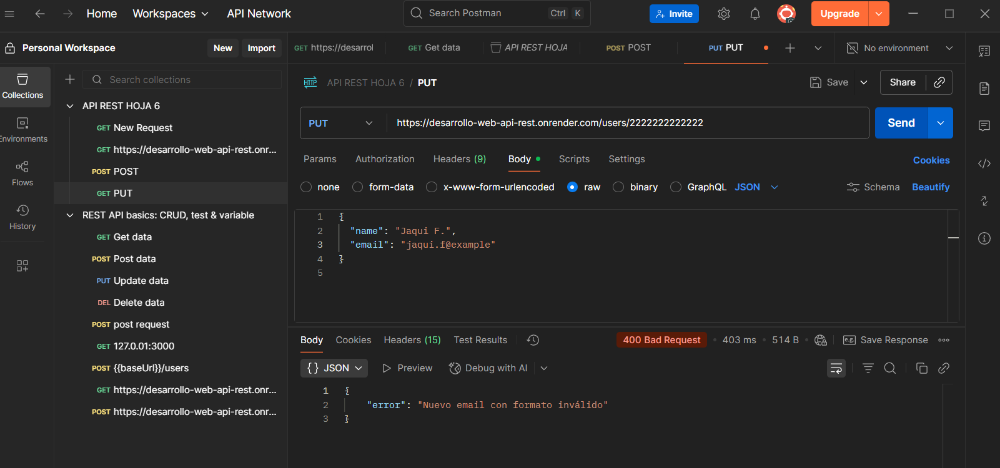 Home Workspaces API Network Search Postman Ctrl K Invite Upgrade
Personal Workspace New Import
GET https://desarrol GET Get data API REST HOJA POST POST PUT PUT No environment
Collections
Environments
Flows
History
Search collections
API REST HOJA 6
GET New Request
GET https://desarrollo-web-api-rest.onr...
POST POST
GET PUT
REST API basics: CRUD, test & variable
GET Get data
POST Post data
PUT Update data
DEL Delete data
POST post request
GET 127.0.01:3000
POST {{baseUrl}}/users
GET https://desarrollo-web-api-rest.onr...
POST https://desarrollo-web-api-rest.onr...
HTTP API REST HOJA 6 / PUT Save Share
PUT https://desarrollo-web-api-rest.onrender.com/users/2222222222222 Send
Params Authorization Headers (9) Body Scripts Settings Cookies
none form-data x-www-form-urlencoded raw binary GraphQL JSON Schema Beautify
1 {
2 "name": "Jaqui F.",
3 "email": "jaqui.f@example"
4 }
5
Body Cookies Headers (15) Test Results 400 Bad Request • 403 ms • 514 B • e.g. Save Response
{} JSON Preview Debug with AI
1 {
2 "error": "Nuevo email con formato inválido"
3 }